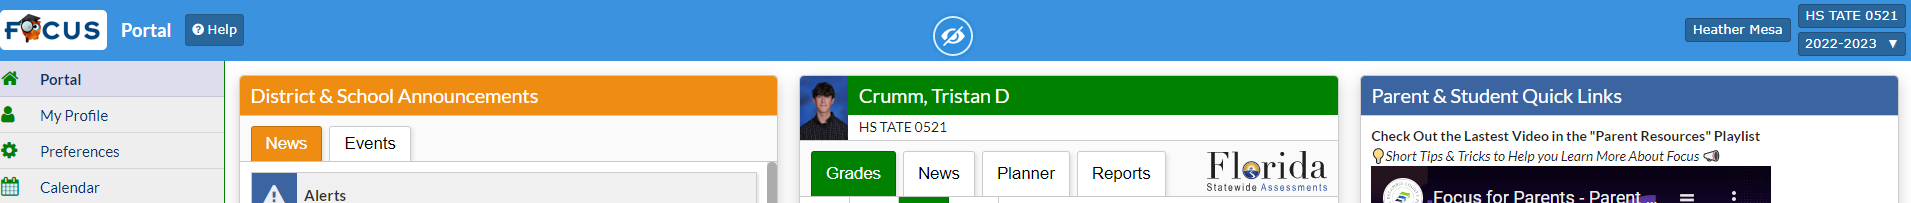 FOCUS
Portal
Help
Heather Mesa
HS TATE 0521
2022-2023
Portal
My Profile
Preferences
Calendar
District & School Announcements
News
Events
Alerts
Crumm, Tristan D
HS TATE 0521
Grades
News
Planner
Reports
Florida
Statewide Assessments
Parent & Student Quick Links
Check Out the Lastest Video in the "Parent Resources" Playlist
Short Tips & Tricks to Help you Learn More About Focus
Focus for Parents - Parent ...